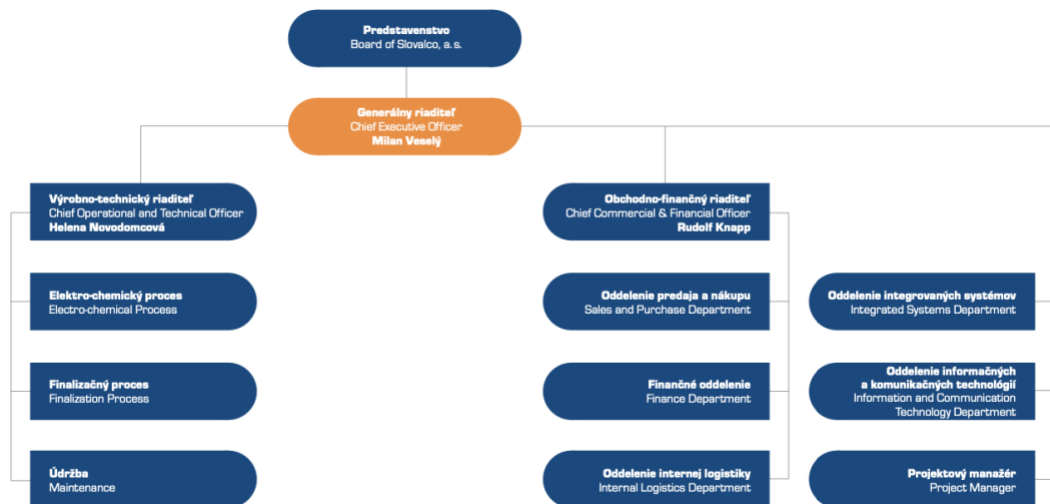 Predstavenstvo
Board of Slovalco, a. s.
Generálny riaditeľ
Chief Executive Officer
Milan Veselý
Výrobno-technický riaditeľ
Chief Operational and Technical Officer
Helena Novodomcová
Obchodno-finančný riaditeľ
Chief Commercial & Financial Officer
Rudolf Knapp
Elektro-chemický proces
Electro-chemical Process
Oddelenie predaja a nákupu
Sales and Purchase Department
Oddelenie integrovaných systémov
Integrated Systems Department
Finalizačný proces
Finalization Process
Finančné oddelenie
Finance Department
Oddelenie informačných
a komunikačných technológií
Information and Communication
Technology Department
Údržba
Maintenance
Oddelenie internej logistiky
Internal Logistics Department
Projektový manažér
Project Manager